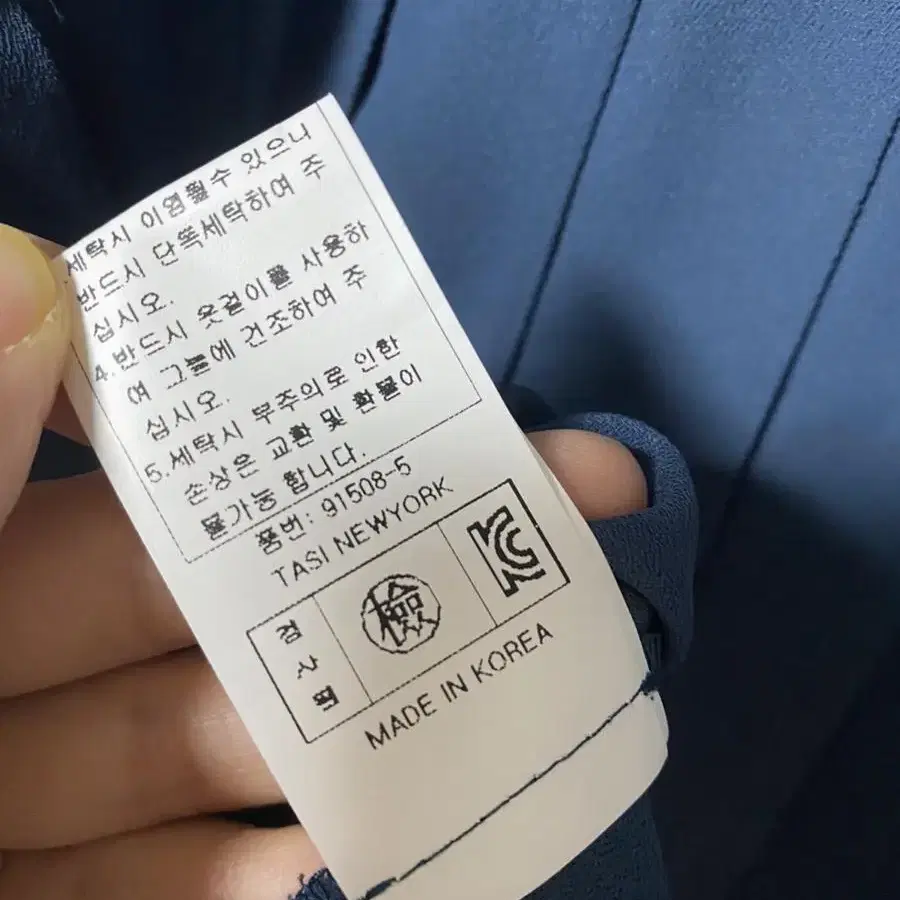 세탁시 이염될수 있으니
반드시 단독세탁하여 주
십시오.
4.반드시 옷걸이를 사용하
여 그늘에 건조하여 주
십시오.
5.세탁시 부주의로 인한
손상은 교환 및 환불이
불가능 합니다.
품번: 91508-5
TASI NEWYORK
검사필
檢
MADE IN KOREA